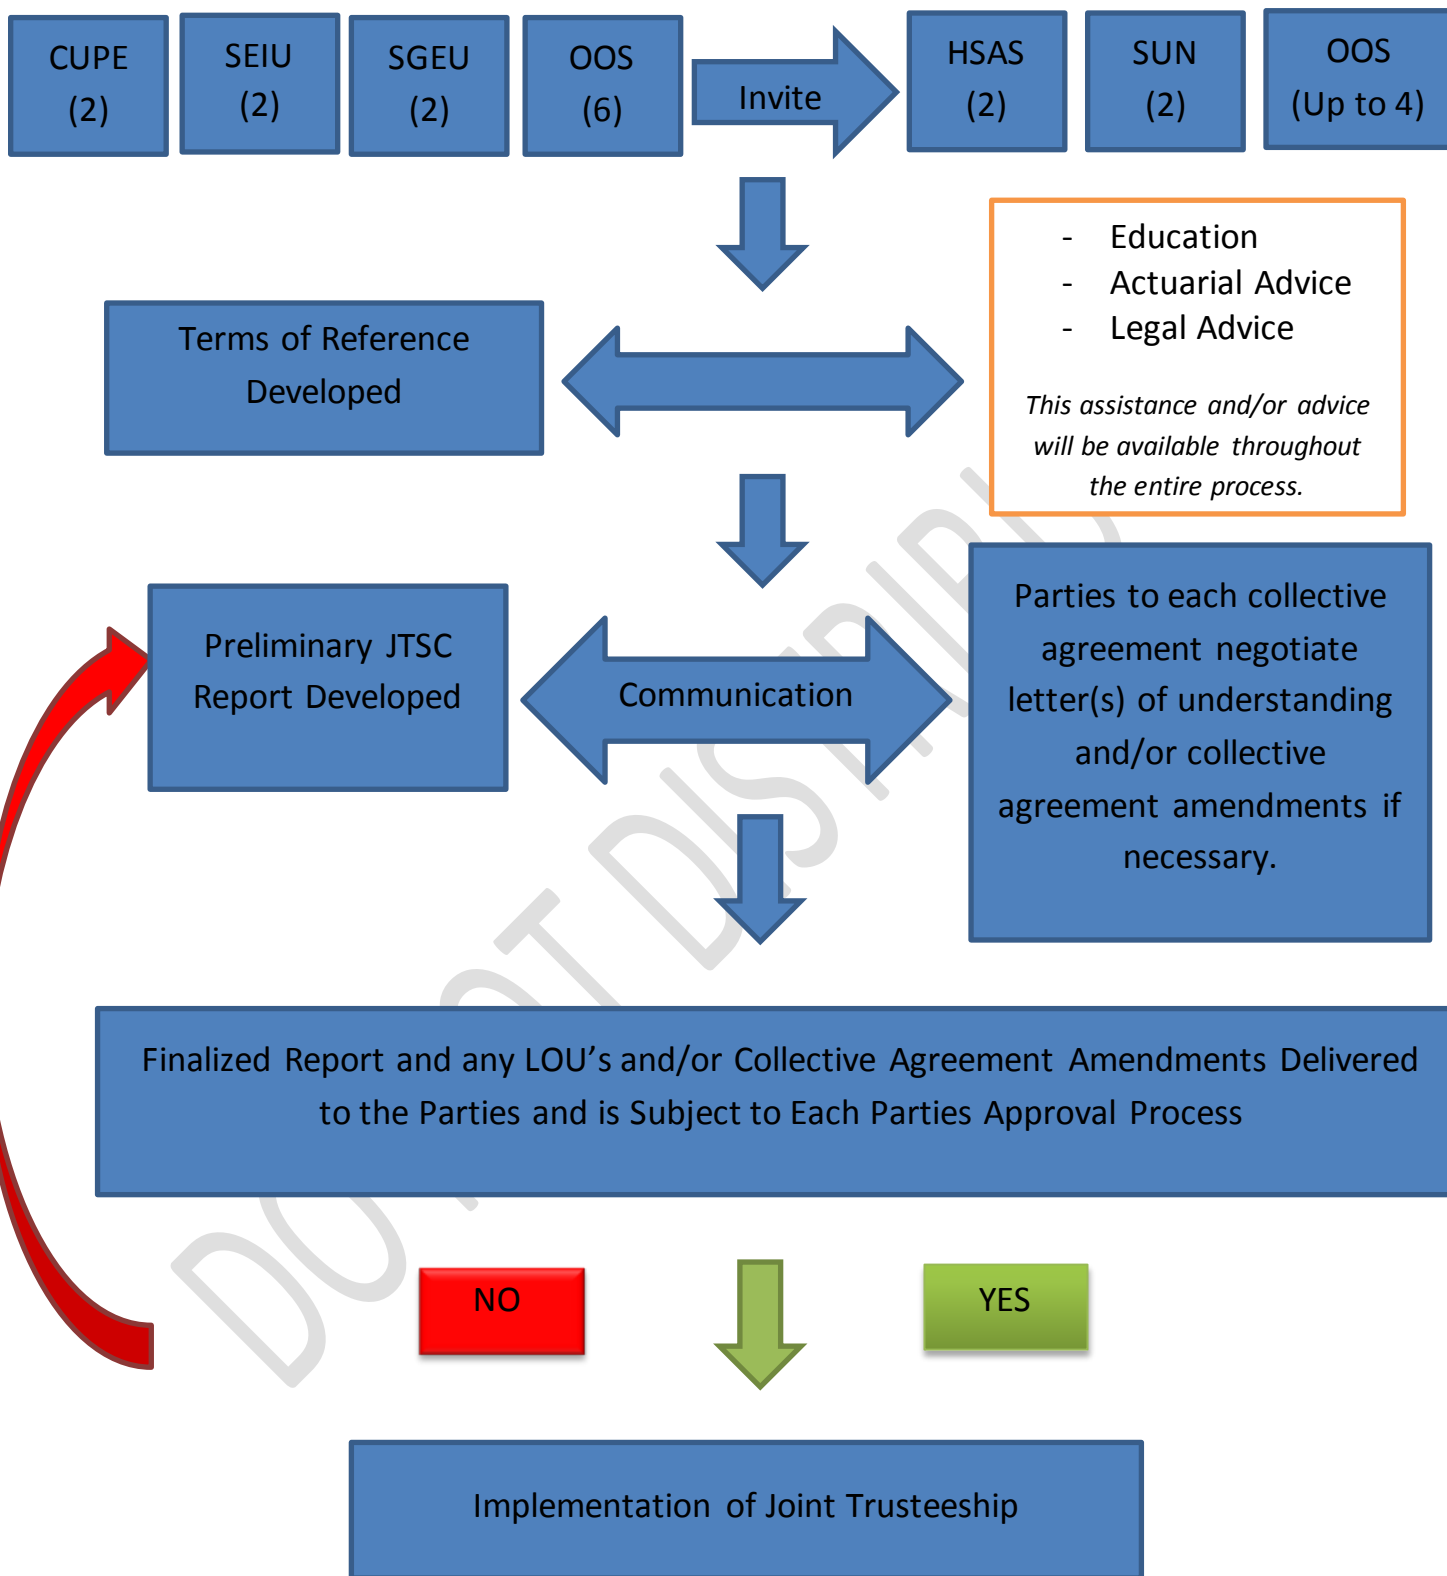 CUPE
(2)
SEIU
(2)
SGEU
(2)
OOS
(6)
Invite
HSAS
(2)
SUN
(2)
OOS
(Up to 4)
- Education
- Actuarial Advice
- Legal Advice
This assistance and/or advice
will be available throughout
the entire process.
Terms of Reference
Developed
Preliminary JTSC
Report Developed
Communication
Parties to each collective
agreement negotiate
letter(s) of understanding
and/or collective
agreement amendments if
necessary.
Finalized Report and any LOU's and/or Collective Agreement Amendments Delivered
to the Parties and is Subject to Each Parties Approval Process
NO
YES
Implementation of Joint Trusteeship